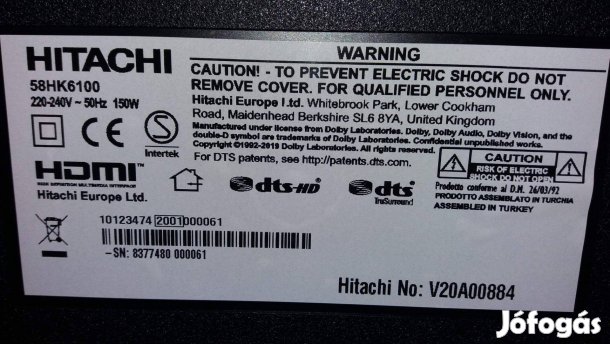 HITACHI
58HK6100
220-240V ~ 50Hz 150W
CE
S
Intertek
HDMI
HIGH DEFINITION MULTIMEDIA INTERFACE
Hitachi Europe Ltd.
WARNING
CAUTION! - TO PREVENT ELECTRIC SHOCK DO NOT
REMOVE COVER. FOR QUALIFIED PERSONNEL ONLY.
Hitachi Europe Ltd. Whitebrook Park, Lower Cookham
Road, Maidenhead Berkshire SL6 8YA, United Kingdom
Manufactured under license from Dolby Laboratories. Dolby, Dolby Audio, Dolby Vision, and the
double-D symbol are trademarks of Dolby Laboratories. Confidential unpublished works.
Copyright ©1992-2019 Dolby Laboratories. All rights reserved.
For DTS patents, see http://patents.dts.com.
CAUTION
RISK OF ELECTRIC
SHOCK DO NOT OPEN
dts-HD
dts
TruSurround
Prodotto conforme al D.M. 26/03/92
PRODOTTO ASSEMBLATO IN TURCHIA
ASSEMBLED IN TURKEY
10123474 2001000061
-SN: 8377480 000061
Hitachi No: V20A00884
Jófogás